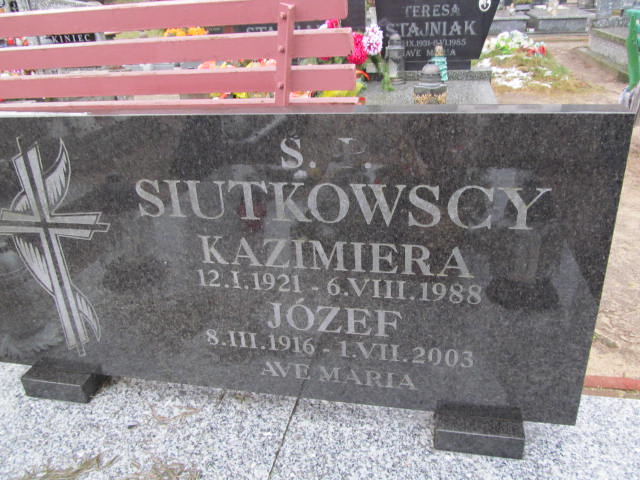 KINIEC
TERESA
STAJNIAK
AVE MARIA
Ś. P.
SIUTKOWSCY
KAZIMIERA
12.I.1921 - 6.VIII.1988
JÓZEF
8.III.1916 - 1.VII.2003
AVE MARIA